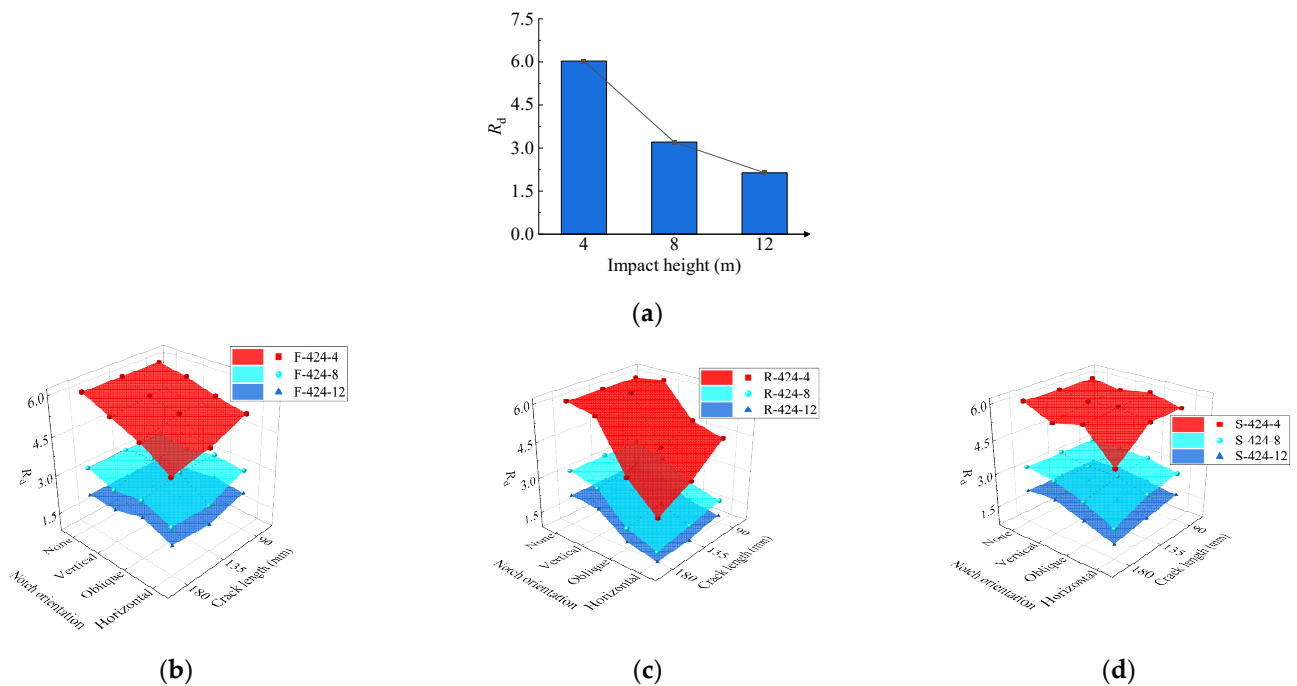 7.5
6.0
4.5
3.0
1.5
0.0
R_d
4 8 12
Impact height (m)
(a)
F-424-4
F-424-8
F-424-12
6.0
4.5
3.0
1.5
R_d
None
Vertical
Oblique
Horizontal
Notch orientation
180
135
90
Crack length (mm)
(b)
R-424-4
R-424-8
R-424-12
6.0
4.5
3.0
1.5
R_d
None
Vertical
Oblique
Horizontal
Notch orientation
180
135
90
Crack length (mm)
(c)
S-424-4
S-424-8
S-424-12
6.0
4.5
3.0
1.5
R_d
None
Vertical
Oblique
Horizontal
Notch orientation
180
135
90
Crack length (mm)
(d)